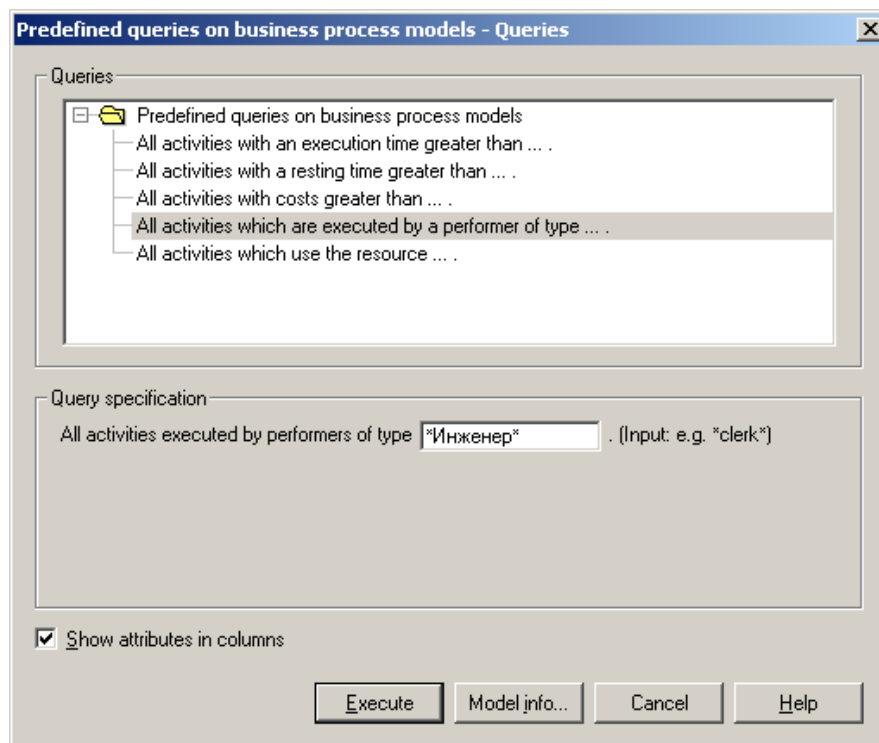 Predefined queries on business process models - Queries
Queries
Predefined queries on business process models
All activities with an execution time greater than ... .
All activities with a resting time greater than ... .
All activities with costs greater than ... .
All activities which are executed by a performer of type ... .
All activities which use the resource ... .
Query specification
All activities executed by performers of type *Инженер* . (Input: e.g. *clerk*)
Show attributes in columns
Execute Model info... Cancel Help